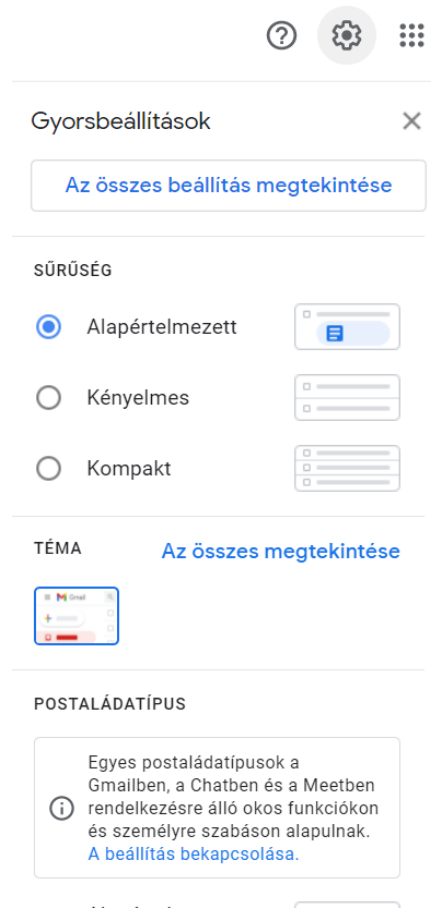 Gyorsbeállítások
Az összes beállítás megtekintése
SŰRŰSÉG
Alapértelmezett
Kényelmes
Kompakt
TÉMA
Az összes megtekintése
Gmail
POSTALÁDATÍPUS
Egyes postaládatípusok a
Gmailben, a Chatben és a Meetben
rendelkezésre álló okos funkciókon
és személyre szabáson alapulnak.
A beállítás bekapcsolása.